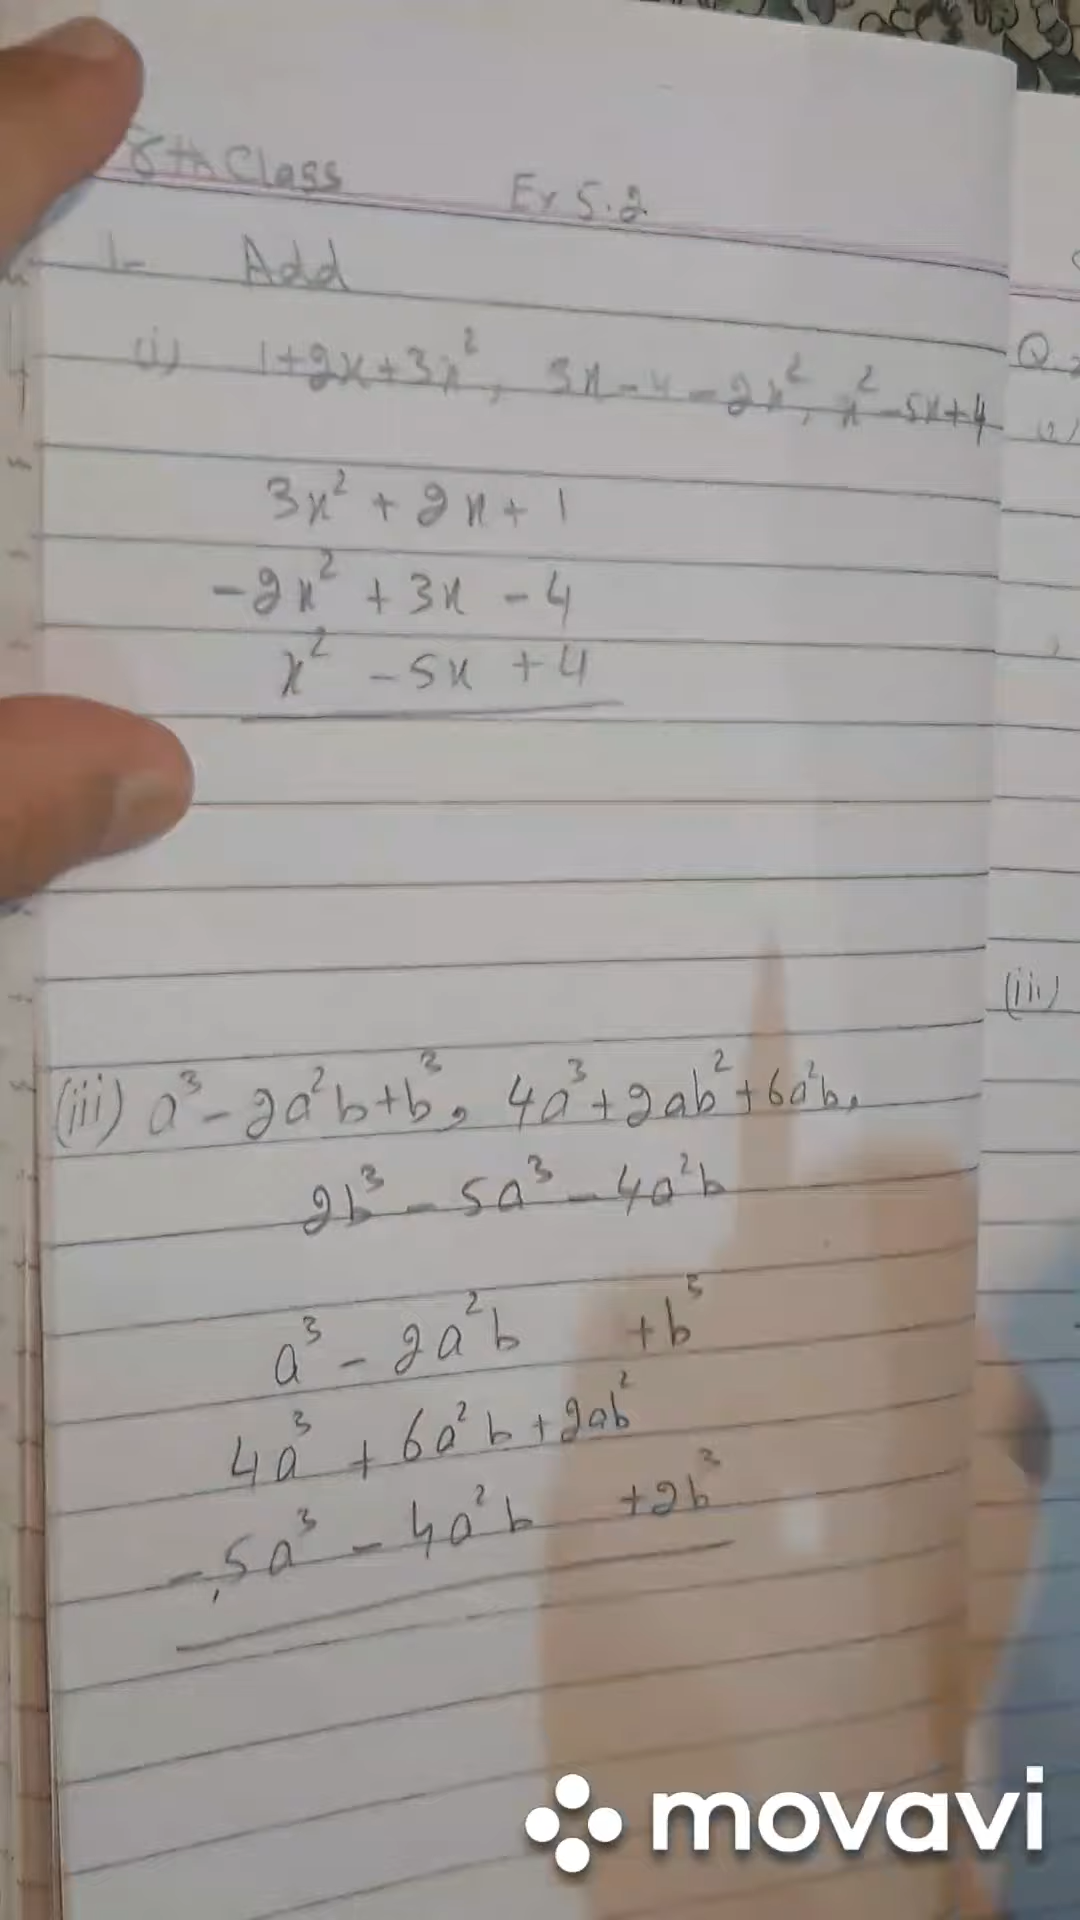 8th Class Ex 5.2
1- Add
(i) 1+2x+3x², 3x-4-2x², x²-5x+4
3x² + 2x + 1
-2x² + 3x - 4
x² - 5x + 4
(iii) a³-2a²b+b³, 4a³+2ab²+6a²b,
2b³-5a³-4a²b
a³ - 2a²b +b³
4a³ + 6a²b+2ab²
-5a³ - 4a²b +2b³
Q.
(iii)
movavi